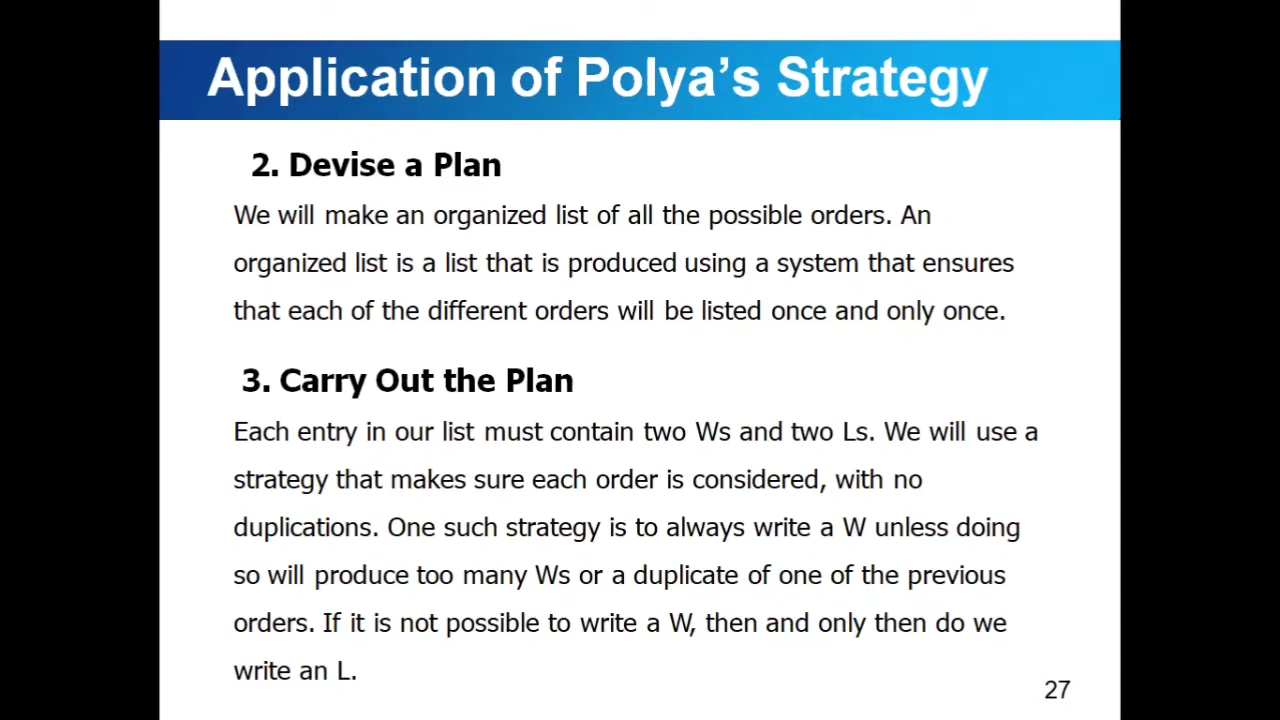 Application of Polya’s Strategy
2. Devise a Plan
We will make an organized list of all the possible orders. An
organized list is a list that is produced using a system that ensures
that each of the different orders will be listed once and only once.
3. Carry Out the Plan
Each entry in our list must contain two Ws and two Ls. We will use a
strategy that makes sure each order is considered, with no
duplications. One such strategy is to always write a W unless doing
so will produce too many Ws or a duplicate of one of the previous
orders. If it is not possible to write a W, then and only then do we
write an L.
27